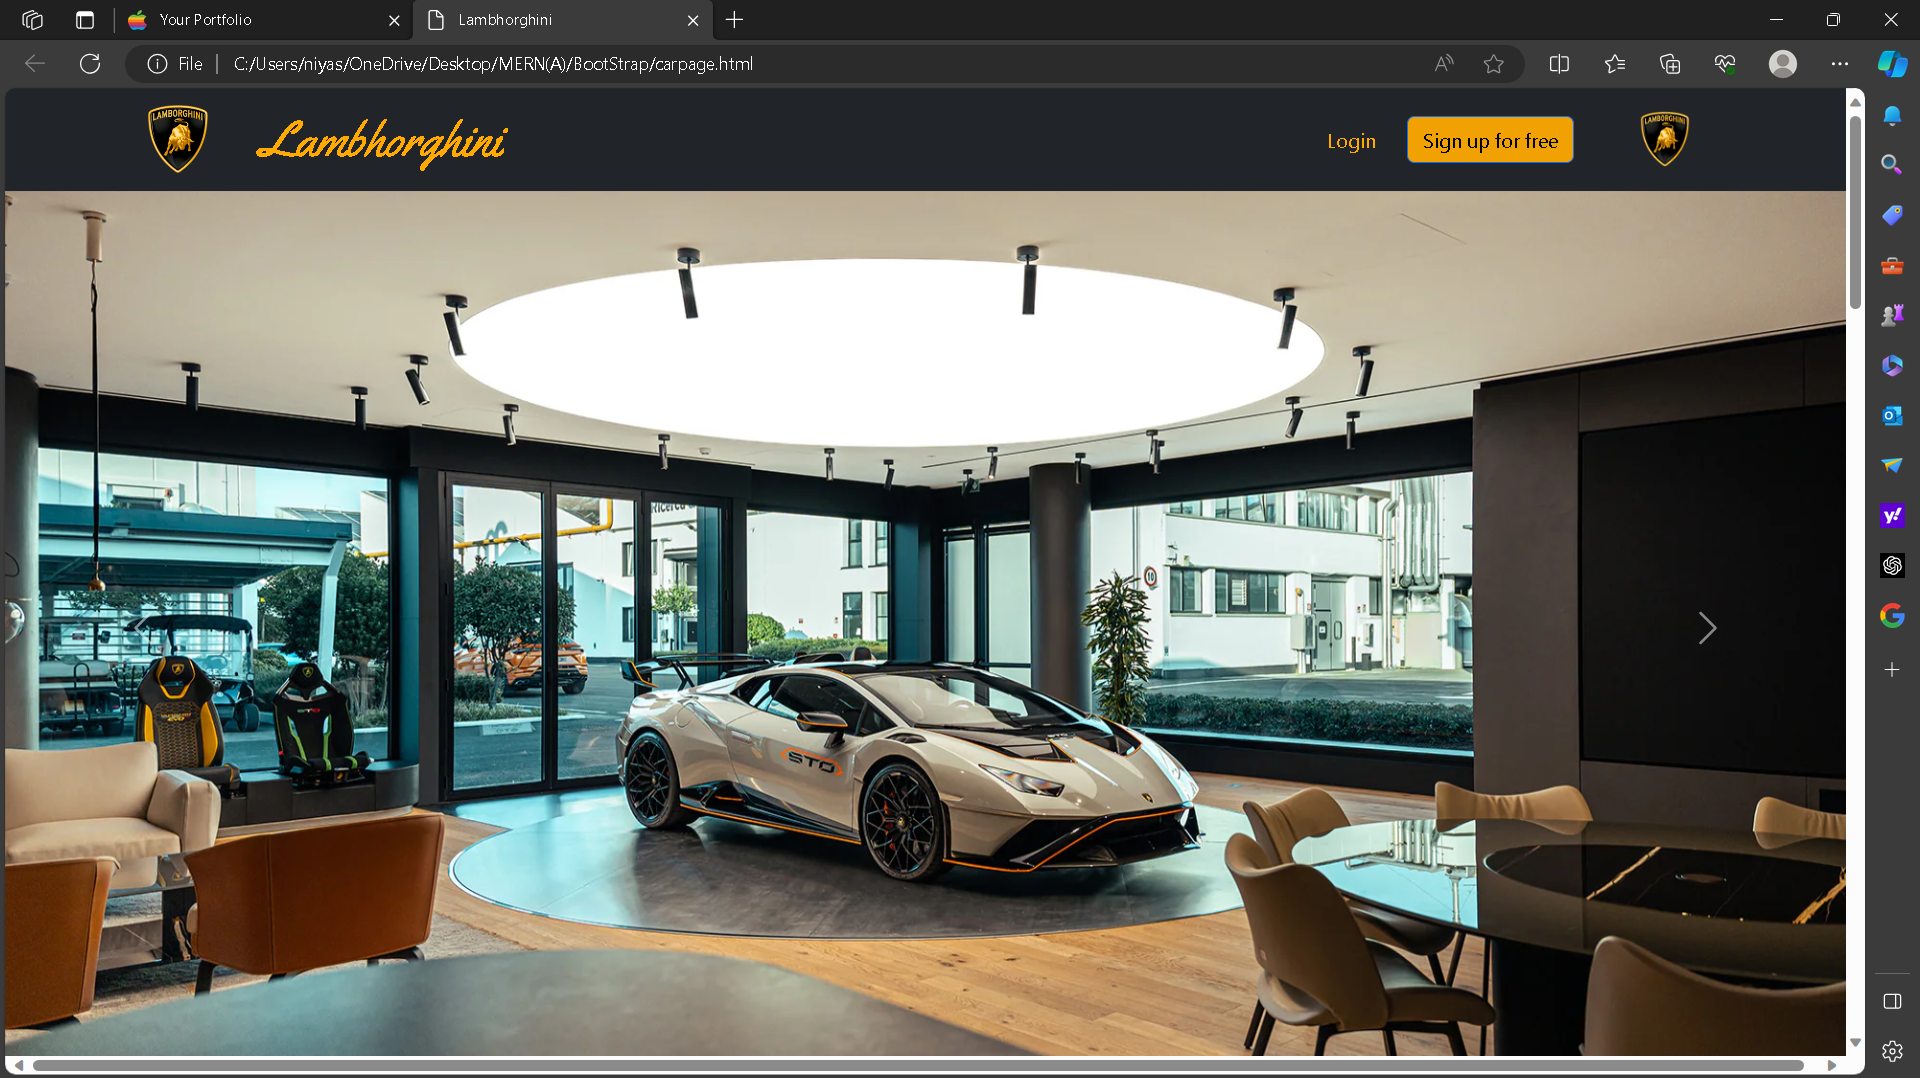 Your Portfolio
Lambhorghini
File
C:/Users/niyas/OneDrive/Desktop/MERN(A)/BootStrap/carpage.html
LAMBORGHINI
Lambhorghini
Login
Sign up for free
LAMBORGHINI
10
STO